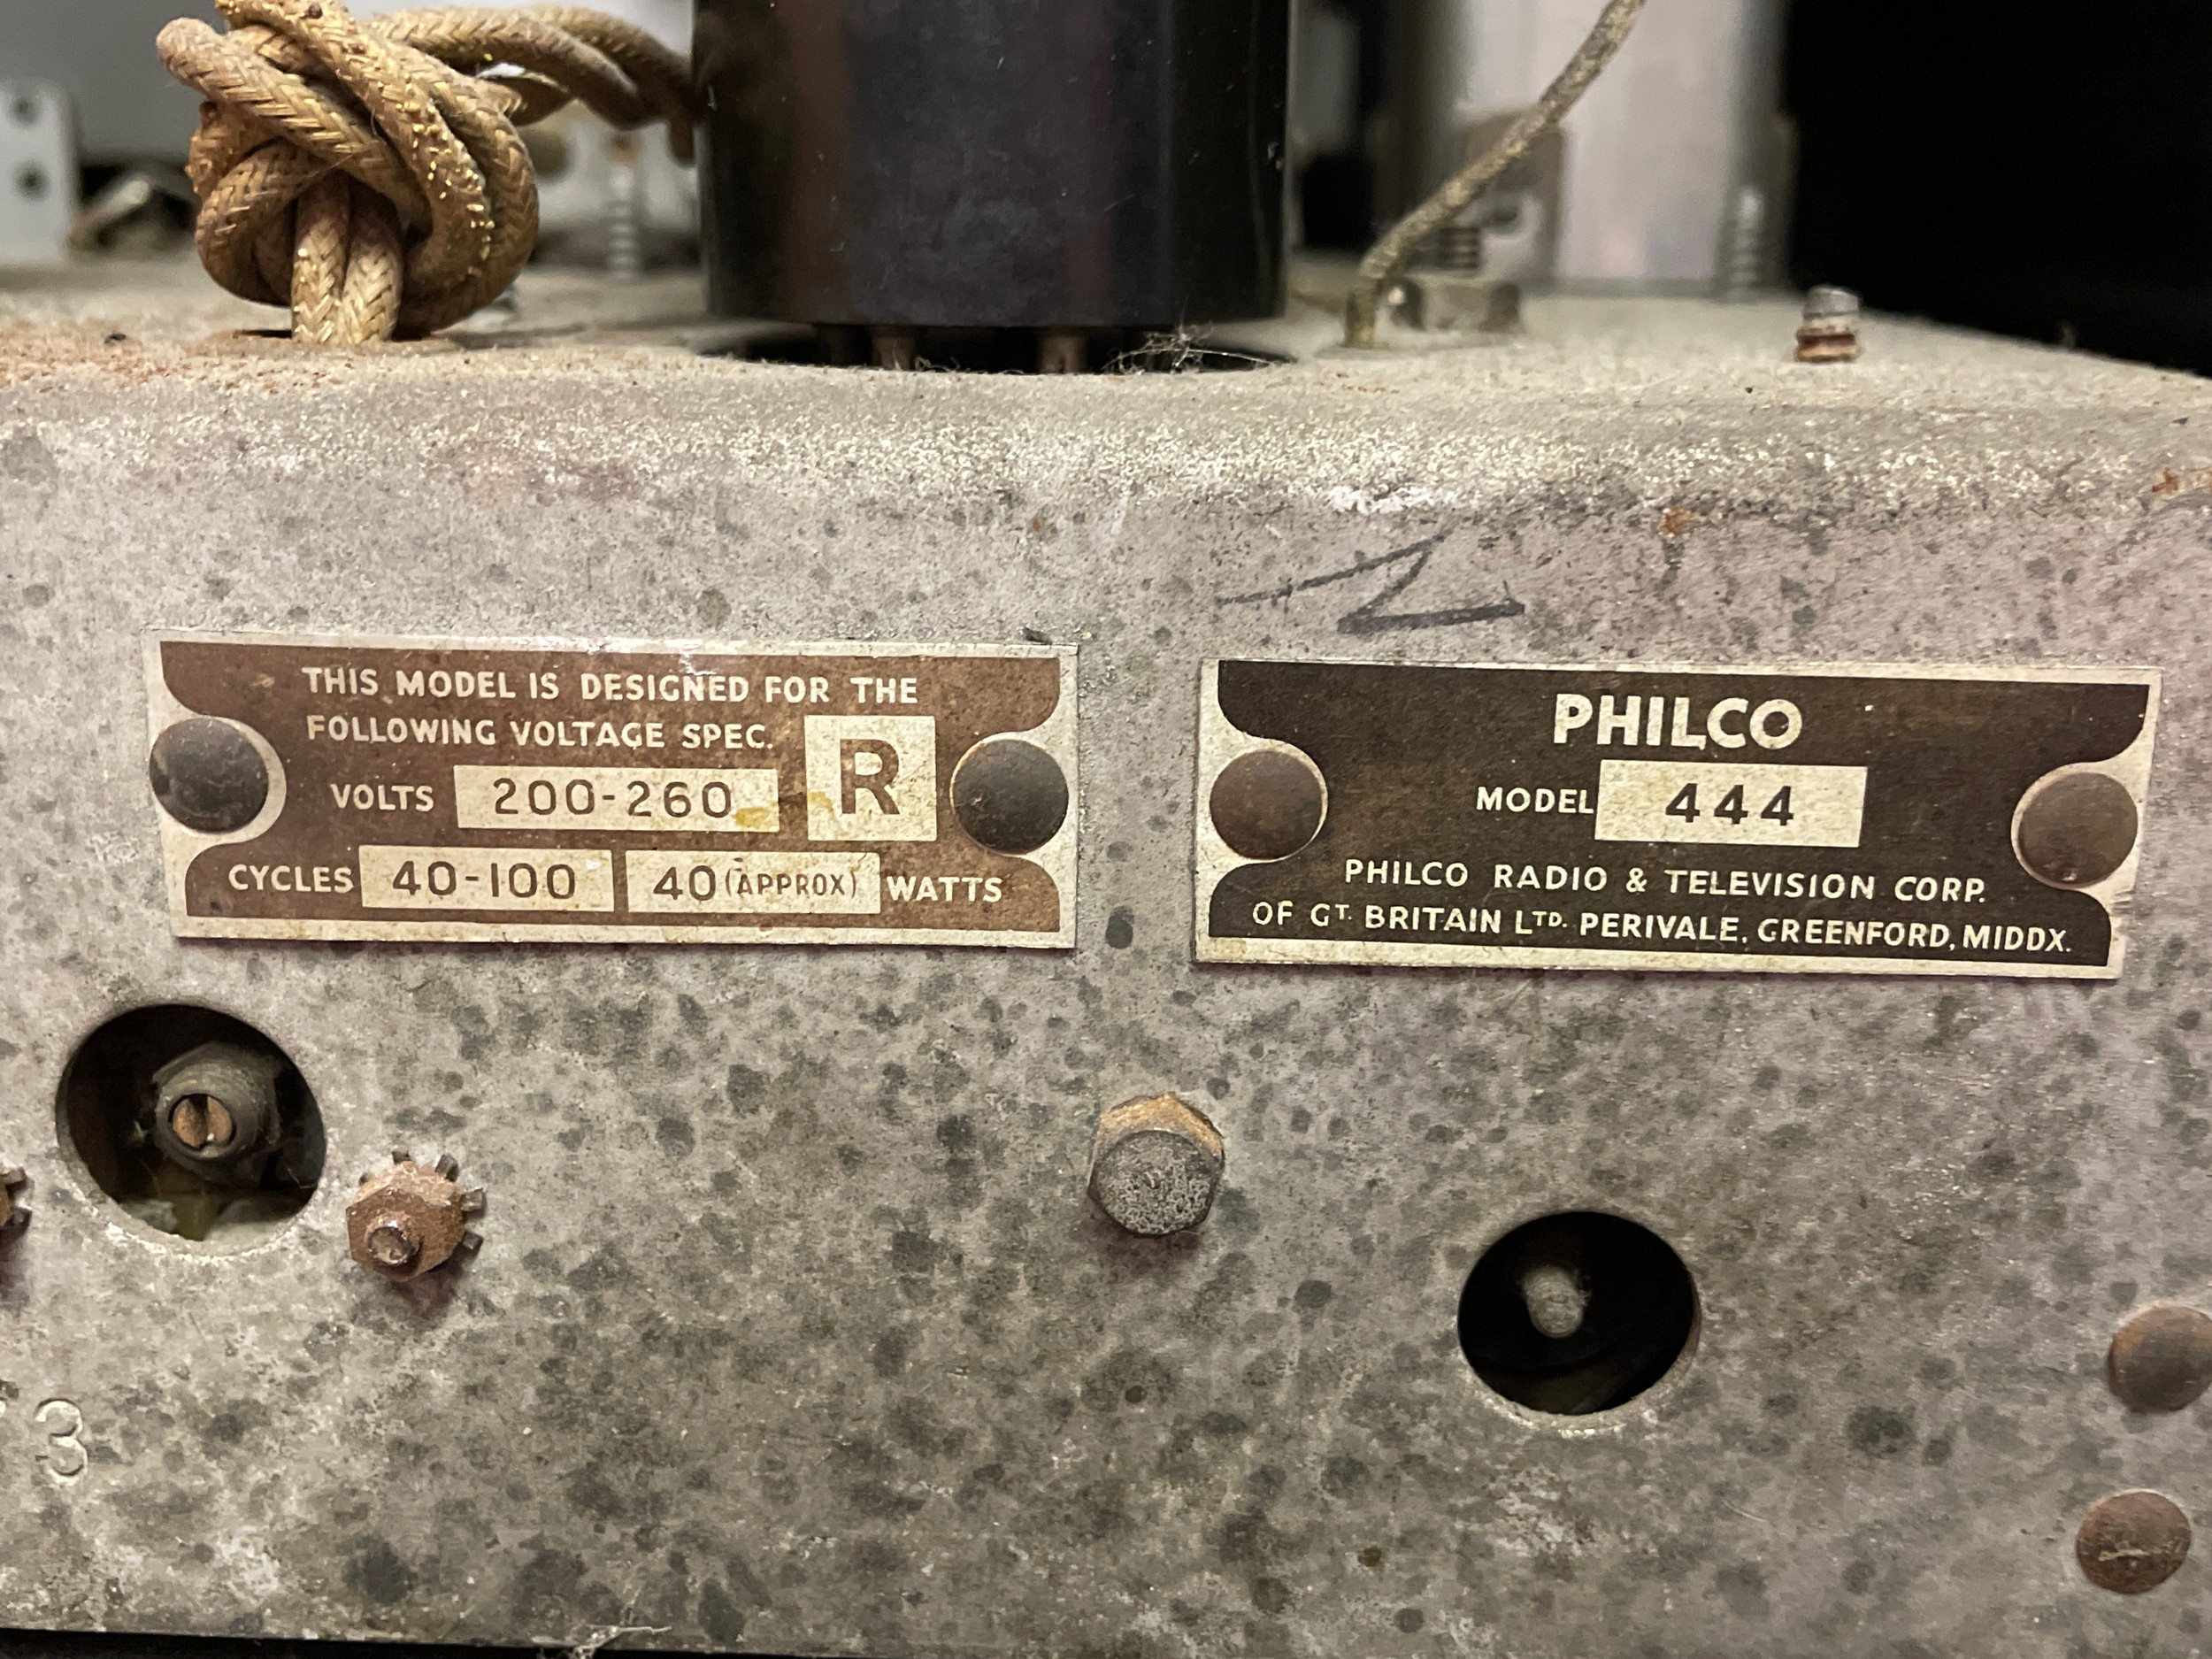 THIS MODEL IS DESIGNED FOR THE
FOLLOWING VOLTAGE SPEC. R
VOLTS 200-260
CYCLES 40-100 40 (APPROX) WATTS
PHILCO
MODEL 444
PHILCO RADIO & TELEVISION CORP.
OF GT. BRITAIN LTD. PERIVALE, GREENFORD, MIDDX.
3